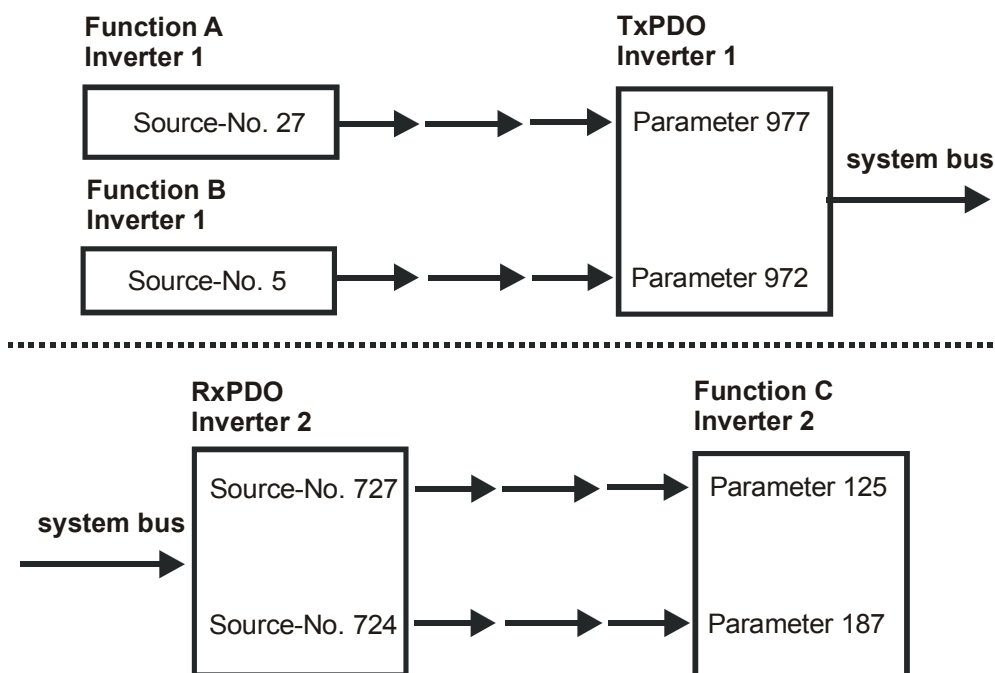 Function A
Inverter 1
Source-No. 27
Function B
Inverter 1
Source-No. 5
TxPDO
Inverter 1
Parameter 977
Parameter 972
system bus
RxPDO
Inverter 2
system bus
Source-No. 727
Source-No. 724
Function C
Inverter 2
Parameter 125
Parameter 187